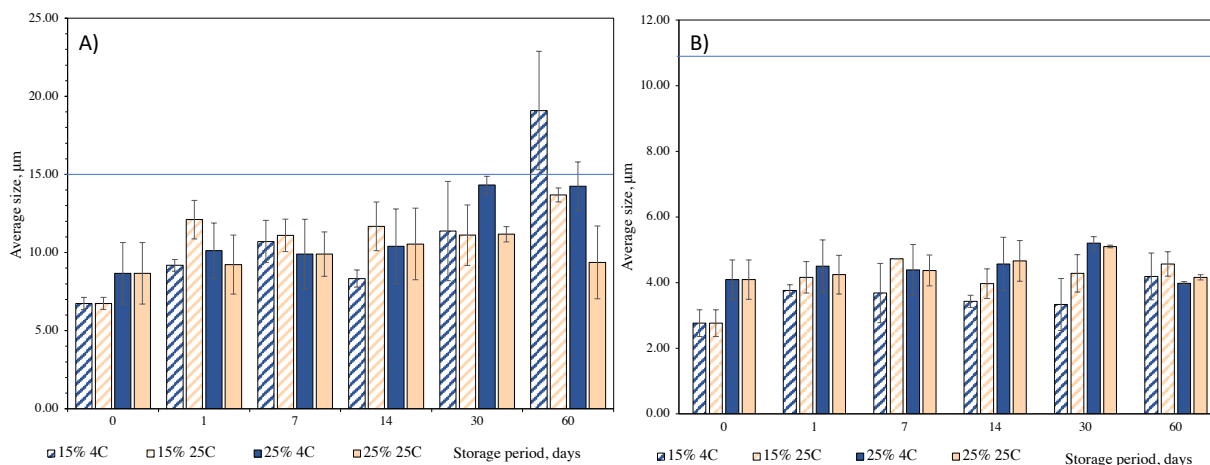 A)
25.00
20.00
15.00
10.00
5.00
0.00
Average size, µm
0 1 7 14 30 60
15% 4C 15% 25C 25% 4C 25% 25C Storage period, days
B)
12.00
10.00
8.00
6.00
4.00
2.00
0.00
Average size, µm
0 1 7 14 30 60
15% 4C 15% 25C 25% 4C 25% 25C Storage period, days